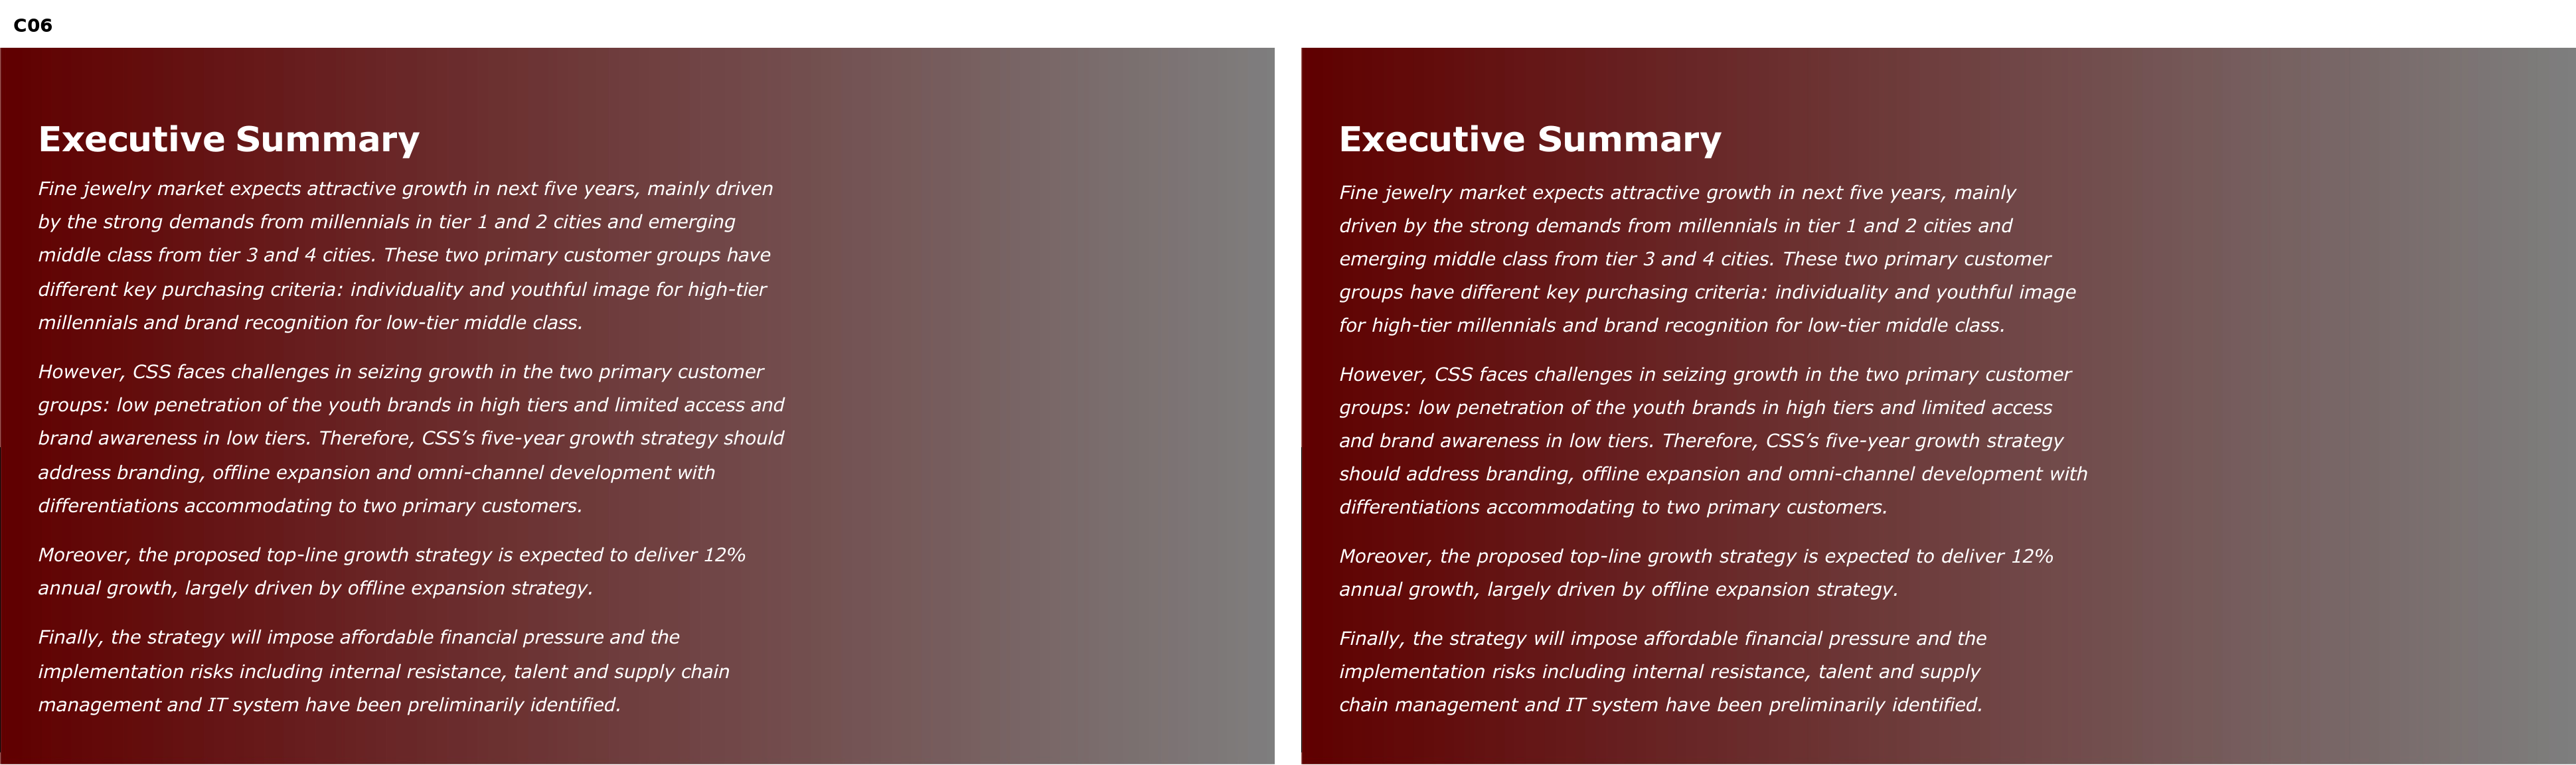 C06
Executive Summary
Fine jewelry market expects attractive growth in next five years, mainly driven
by the strong demands from millennials in tier 1 and 2 cities and emerging
middle class from tier 3 and 4 cities. These two primary customer groups have
different key purchasing criteria: individuality and youthful image for high-tier
millennials and brand recognition for low-tier middle class.
However, CSS faces challenges in seizing growth in the two primary customer
groups: low penetration of the youth brands in high tiers and limited access and
brand awareness in low tiers. Therefore, CSS’s five-year growth strategy should
address branding, offline expansion and omni-channel development with
differentiations accommodating to two primary customers.
Moreover, the proposed top-line growth strategy is expected to deliver 12%
annual growth, largely driven by offline expansion strategy.
Finally, the strategy will impose affordable financial pressure and the
implementation risks including internal resistance, talent and supply chain
management and IT system have been preliminarily identified.
Executive Summary
Fine jewelry market expects attractive growth in next five years, mainly
driven by the strong demands from millennials in tier 1 and 2 cities and
emerging middle class from tier 3 and 4 cities. These two primary customer
groups have different key purchasing criteria: individuality and youthful image
for high-tier millennials and brand recognition for low-tier middle class.
However, CSS faces challenges in seizing growth in the two primary customer
groups: low penetration of the youth brands in high tiers and limited access
and brand awareness in low tiers. Therefore, CSS’s five-year growth strategy
should address branding, offline expansion and omni-channel development with
differentiations accommodating to two primary customers.
Moreover, the proposed top-line growth strategy is expected to deliver 12%
annual growth, largely driven by offline expansion strategy.
Finally, the strategy will impose affordable financial pressure and the
implementation risks including internal resistance, talent and supply
chain management and IT system have been preliminarily identified.